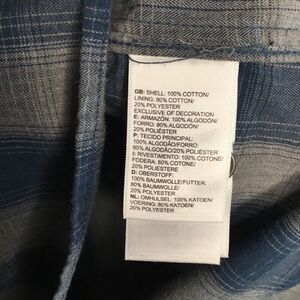 GB: SHELL: 100% COTTON/
LINING: 80% COTTON/
20% POLYESTER
EXCLUSIVE OF DECORATION
E: ARMAZÓN: 100% ALGODÓN/
FORRO: 80% ALGODÓN/
20% POLIÉSTER
P: TECIDO PRINCIPAL:
100% ALGODÃO/FORRO: 80%
ALGODÃO/20% POLIÉSTER
I: RIVESTIMENTO: 100% COTONE/
FODERA: 80% COTONE/
20% POLIESTERE
D: OBERSTOFF:
100% BAUMWOLLE/FUTTER:
80% BAUMWOLLE/
20% POLYESTER
NL: OMHULSEL: 100% KATOEN/
VOERING: 80% KATOEN/
20% POLYESTER